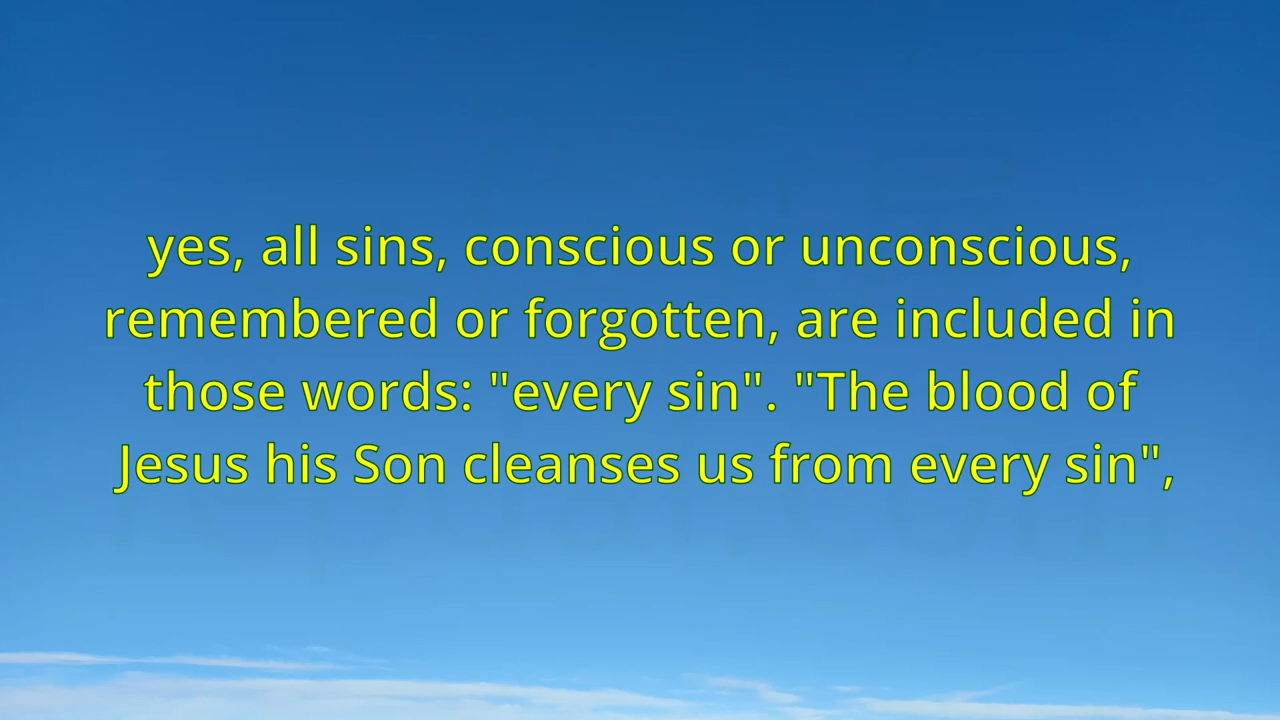 yes, all sins, conscious or unconscious,
remembered or forgotten, are included in
those words: "every sin". "The blood of
Jesus his Son cleanses us from every sin",